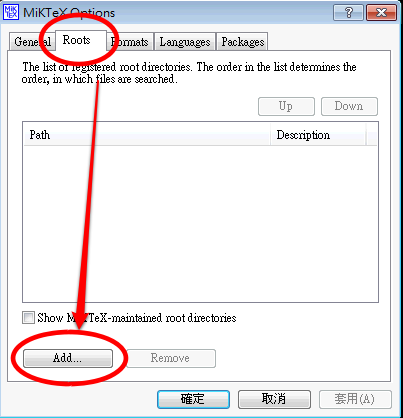 MiKTeX Options
General Roots Formats Languages Packages
The list of registered root directories. The order in the list determines the
order, in which files are searched.
Up Down
Path Description
Show MiKTeX-maintained root directories
Add... Remove
確定 取消 套用(A)